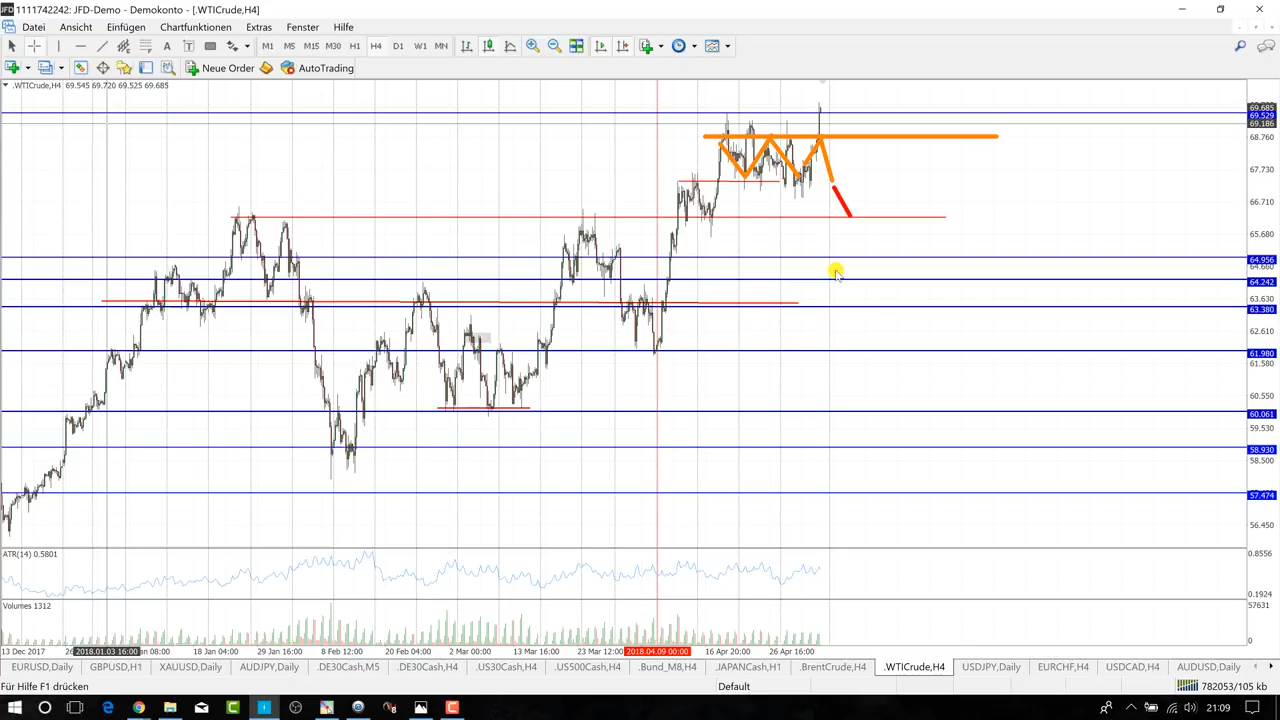 1111742242: JFD-Demo - Demokonto - [.WTICrude,H4]
Datei Ansicht Einfügen Chartfunktionen Extras Fenster Hilfe
M1 M5 M15 M30 H1 H4 D1 W1 MN
New Order AutoTrading
.WTICrude,H4 69.545 69.720 69.525 69.685
69.685
69.529
69.186
68.760
67.730
66.710
65.680
64.956
64.660
64.242
63.630
63.380
62.610
61.980
61.580
60.550
60.061
59.530
58.930
58.500
57.474
56.450
ATR(14) 0.5801
0.8556
0.1924
Volumes 1312
57631
0
13 Dec 2017 2018.01.03 16:00 an 08:00 18 Jan 04:00 29 Jan 16:00 8 Feb 12:00 20 Feb 04:00 2 Mar 00:00 13 Mar 16:00 23 Mar 12:00 2018.04.09 00:00 16 Apr 20:00 26 Apr 16:00
EURUSD,Daily GBPUSD,H1 XAUUSD,Daily AUDJPY,Daily .DE30Cash,M5 .DE30Cash,H4 .US30Cash,H4 .US500Cash,H4 .Bund_M8,H4 .JAPANCash,H1 .BrentCrude,H4 .WTICrude,H4 USDJPY,Daily EURCHF,H4 USDCAD,H4 AUDUSD,Daily
Für Hilfe F1 drücken Default 782053/105 kb
21:09